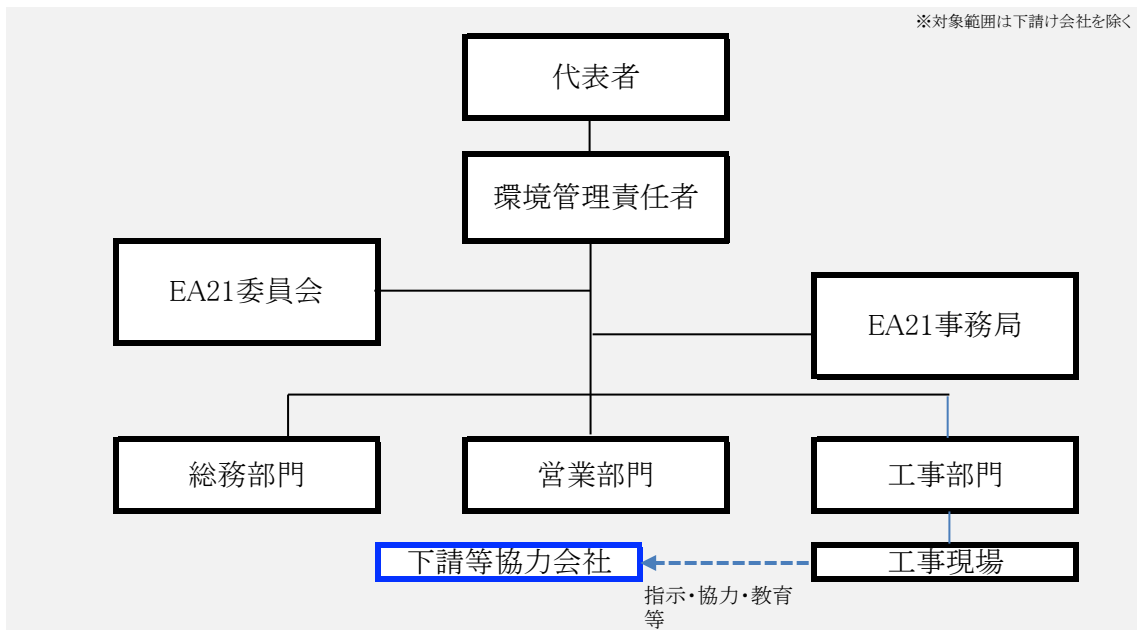 ※対象範囲は下請け会社を除く
代表者
環境管理責任者
EA21委員会
EA21事務局
総務部門
営業部門
工事部門
下請等協力会社
工事現場
指示・協力・教育
等